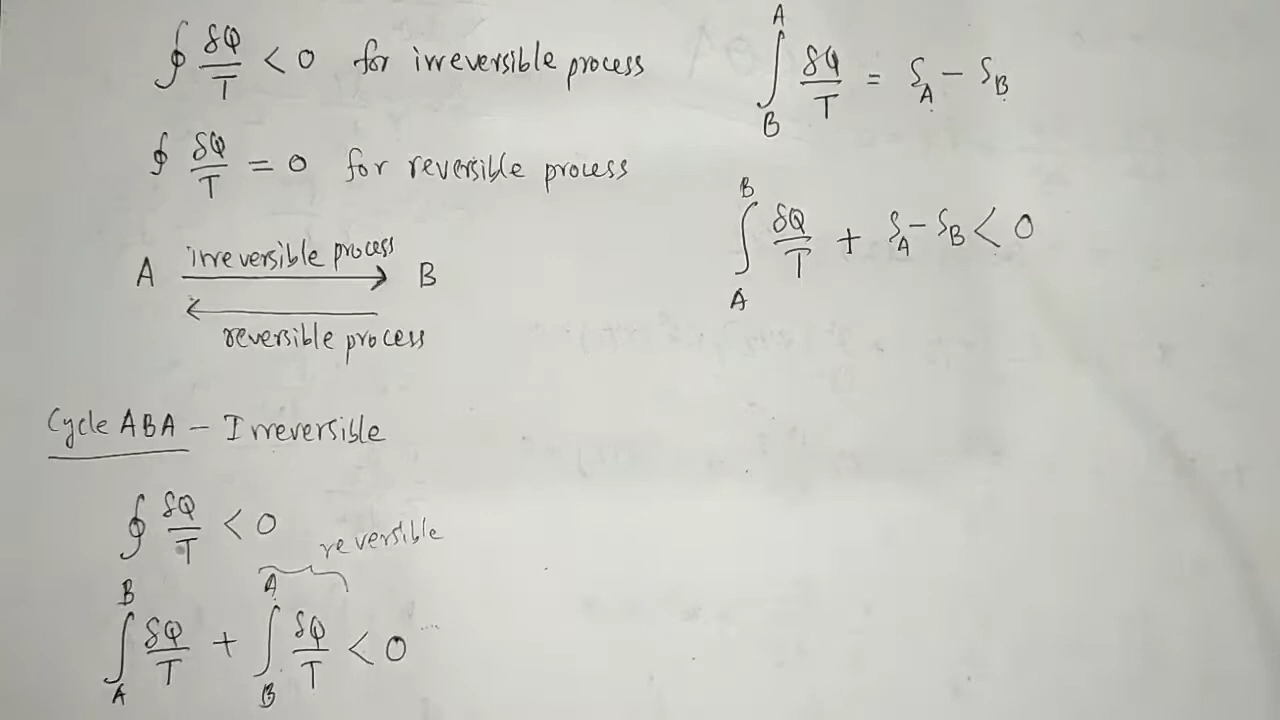 ∮ δQ/T < 0 for irreversible process
∮ δQ/T = 0 for reversible process
A irreversible process → B
← reversible process
Cycle ABA - Irreversible
∮ δQ/T < 0
∫_A^B δQ/T + ∫_B^A δQ/T < 0
reversible
∫_B^A δQ/T = S_A - S_B
∫_A^B δQ/T + S_A - S_B < 0